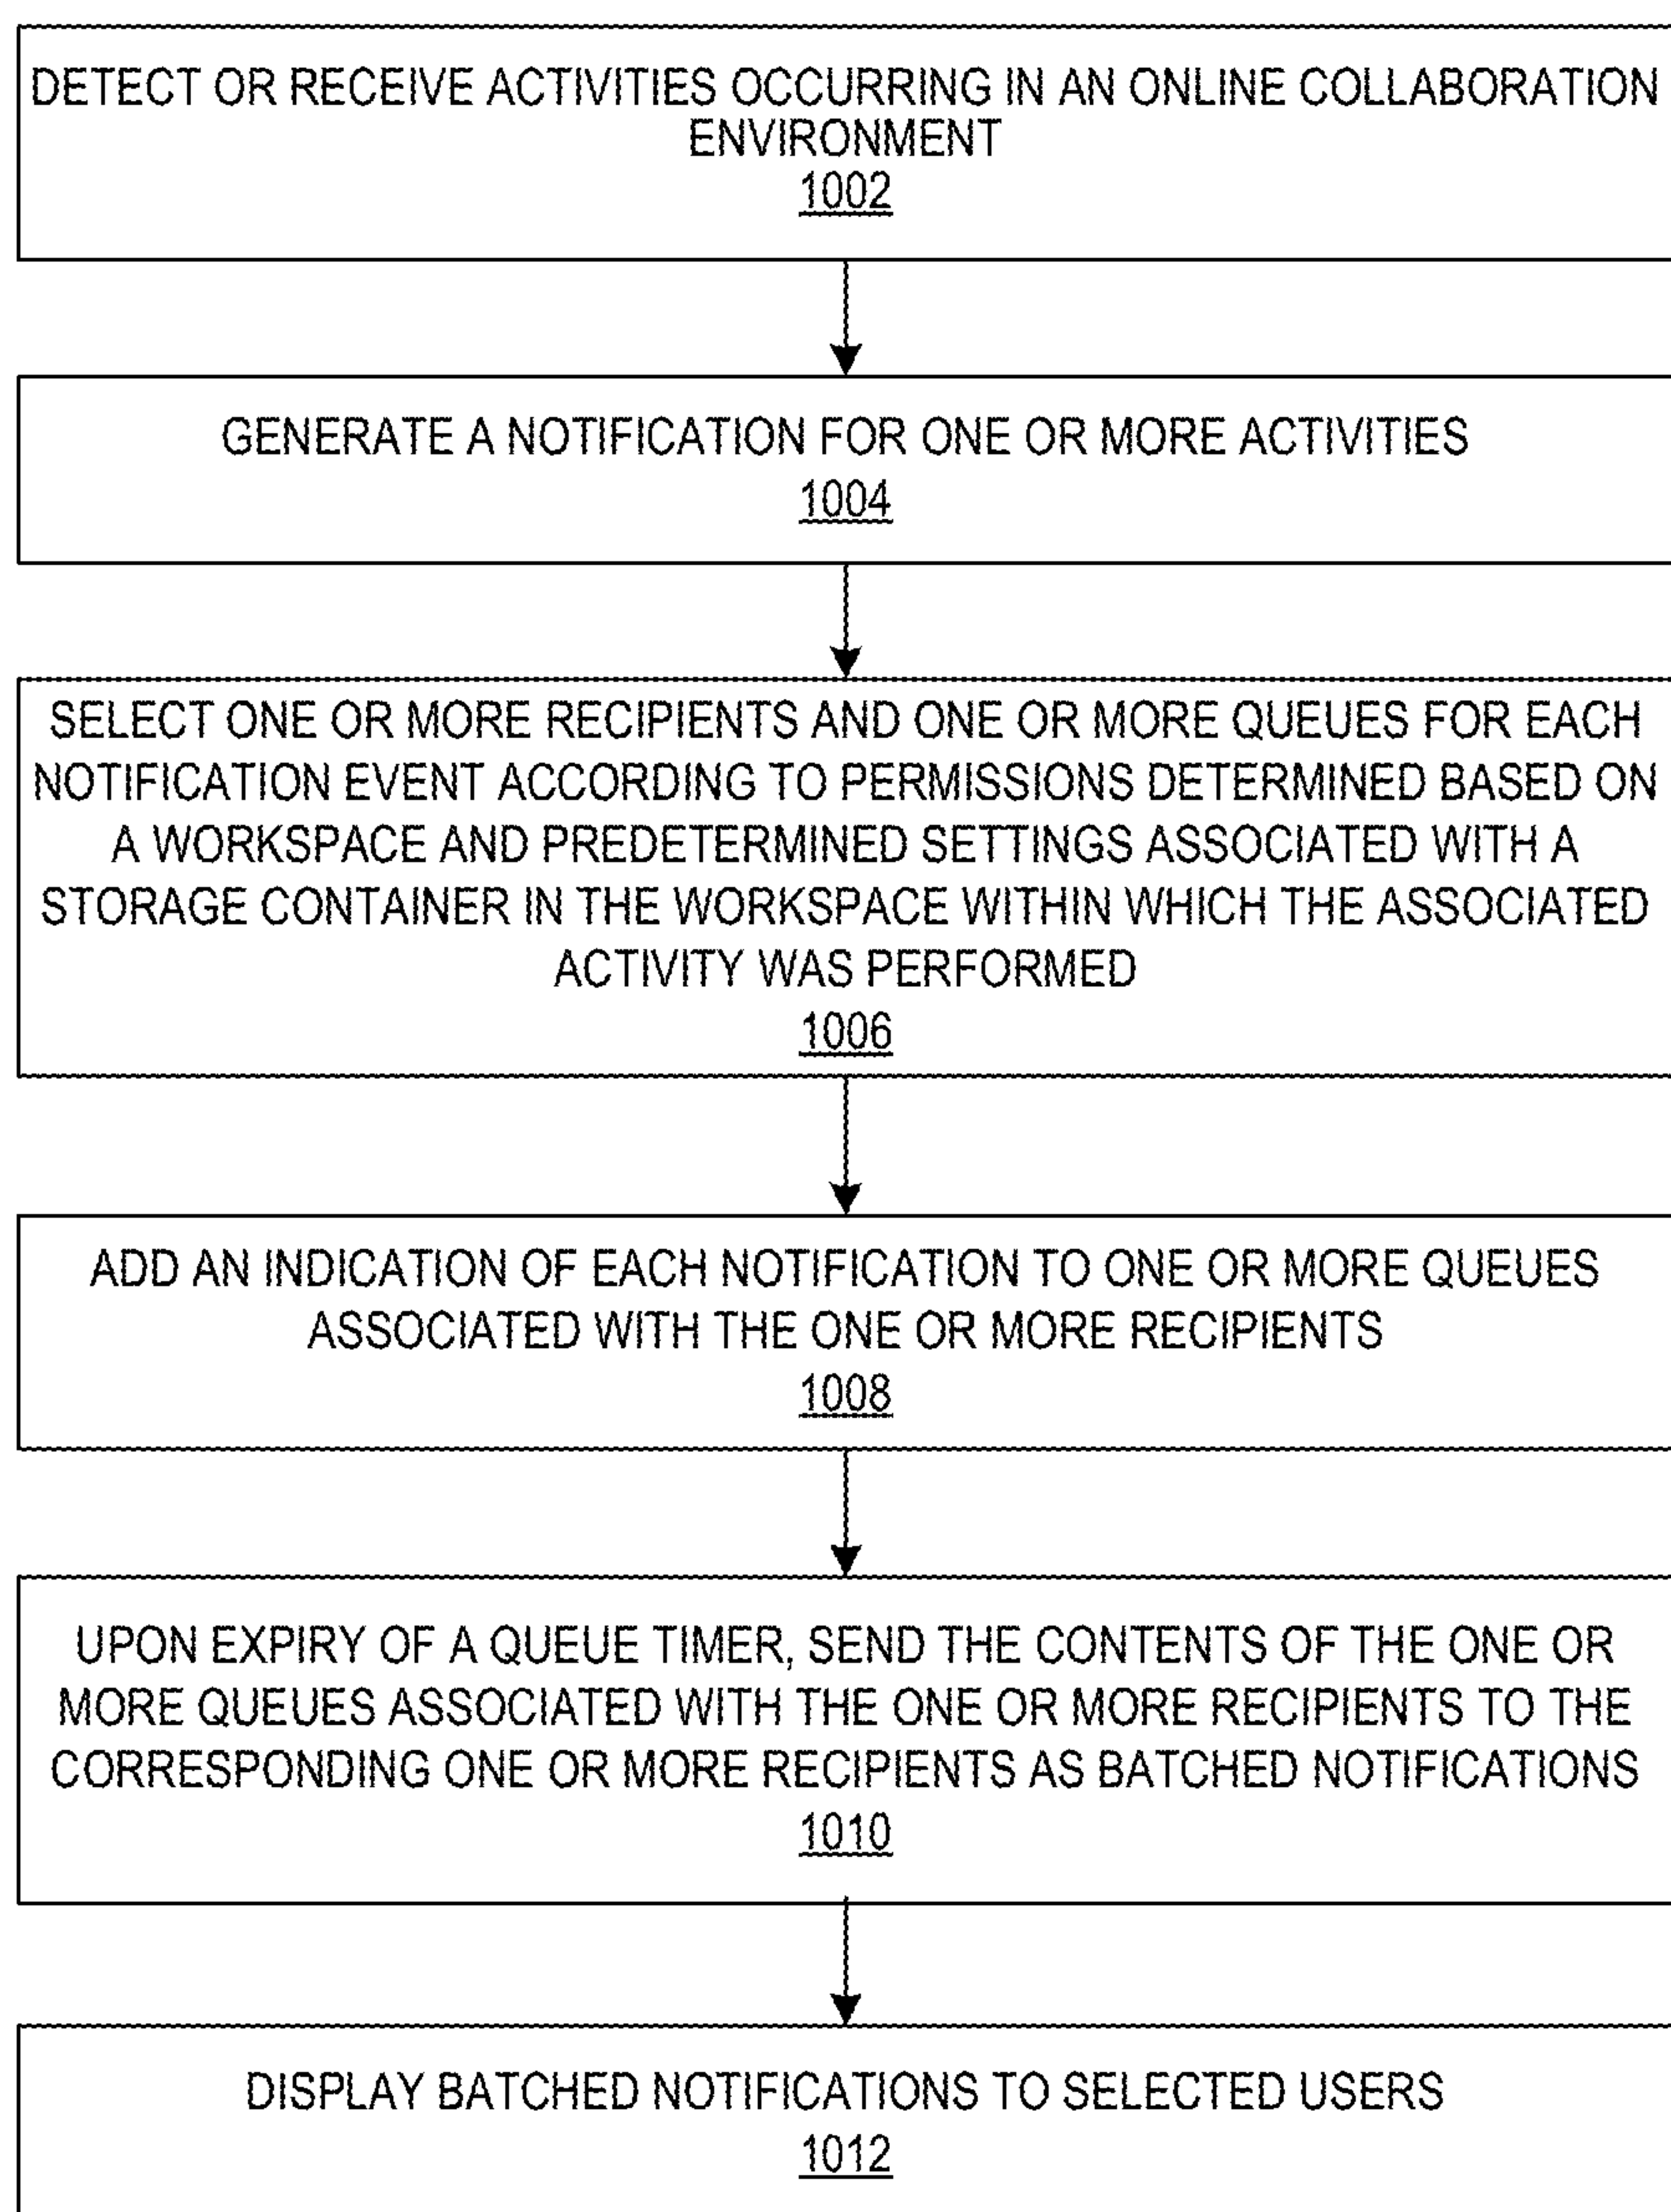 DETECT OR RECEIVE ACTIVITIES OCCURRING IN AN ONLINE COLLABORATION
ENVIRONMENT
1002
GENERATE A NOTIFICATION FOR ONE OR MORE ACTIVITIES
1004
SELECT ONE OR MORE RECIPIENTS AND ONE OR MORE QUEUES FOR EACH
NOTIFICATION EVENT ACCORDING TO PERMISSIONS DETERMINED BASED ON
A WORKSPACE AND PREDETERMINED SETTINGS ASSOCIATED WITH A
STORAGE CONTAINER IN THE WORKSPACE WITHIN WHICH THE ASSOCIATED
ACTIVITY WAS PERFORMED
1006
ADD AN INDICATION OF EACH NOTIFICATION TO ONE OR MORE QUEUES
ASSOCIATED WITH THE ONE OR MORE RECIPIENTS
1008
UPON EXPIRY OF A QUEUE TIMER, SEND THE CONTENTS OF THE ONE OR
MORE QUEUES ASSOCIATED WITH THE ONE OR MORE RECIPIENTS TO THE
CORRESPONDING ONE OR MORE RECIPIENTS AS BATCHED NOTIFICATIONS
1010
DISPLAY BATCHED NOTIFICATIONS TO SELECTED USERS
1012